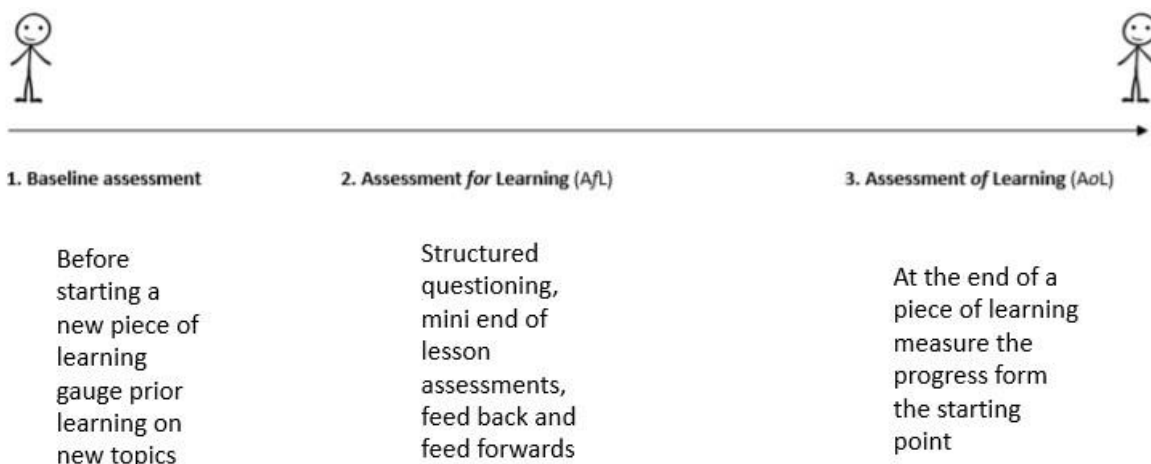 1. Baseline assessment
Before
starting a
new piece of
learning
gauge prior
learning on
new topics
2. Assessment for Learning (AfL)
Structured
questioning,
mini end of
lesson
assessments,
feed back and
feed forwards
3. Assessment of Learning (AoL)
At the end of a
piece of learning
measure the
progress form
the starting
point